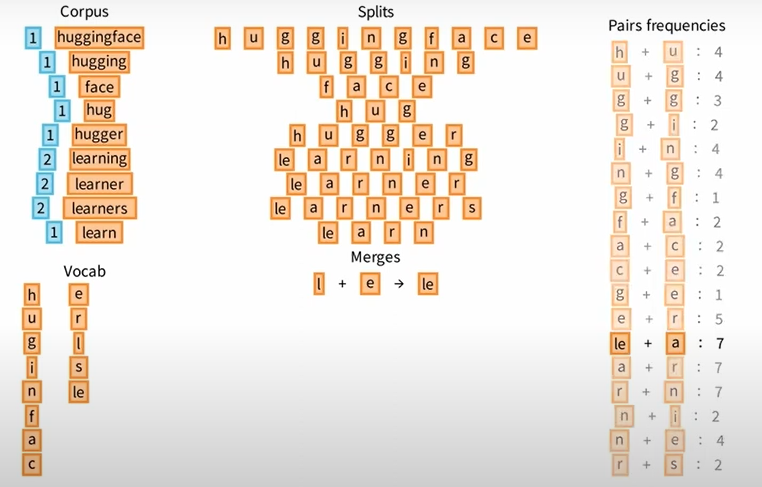 Corpus
1 huggingface
1 hugging
1 face
1 hug
1 hugger
2 learning
2 learner
2 learners
1 learn
Splits
h u g g i n g f a c e
h u g g i n g
f a c e
h u g
h u g g e r
le a r n i n g
le a r n e r
le a r n e r s
le a r n
Merges
l + e → le
Vocab
h e
u r
g l
i s
n le
f
a
c
Pairs frequencies
h + u : 4
u + g : 4
g + g : 3
g + i : 2
i + n : 4
n + g : 4
g + f : 1
f + a : 2
a + c : 2
c + e : 2
g + e : 1
e + r : 5
le + a : 7
a + r : 7
r + n : 7
n + i : 2
n + e : 4
r + s : 2